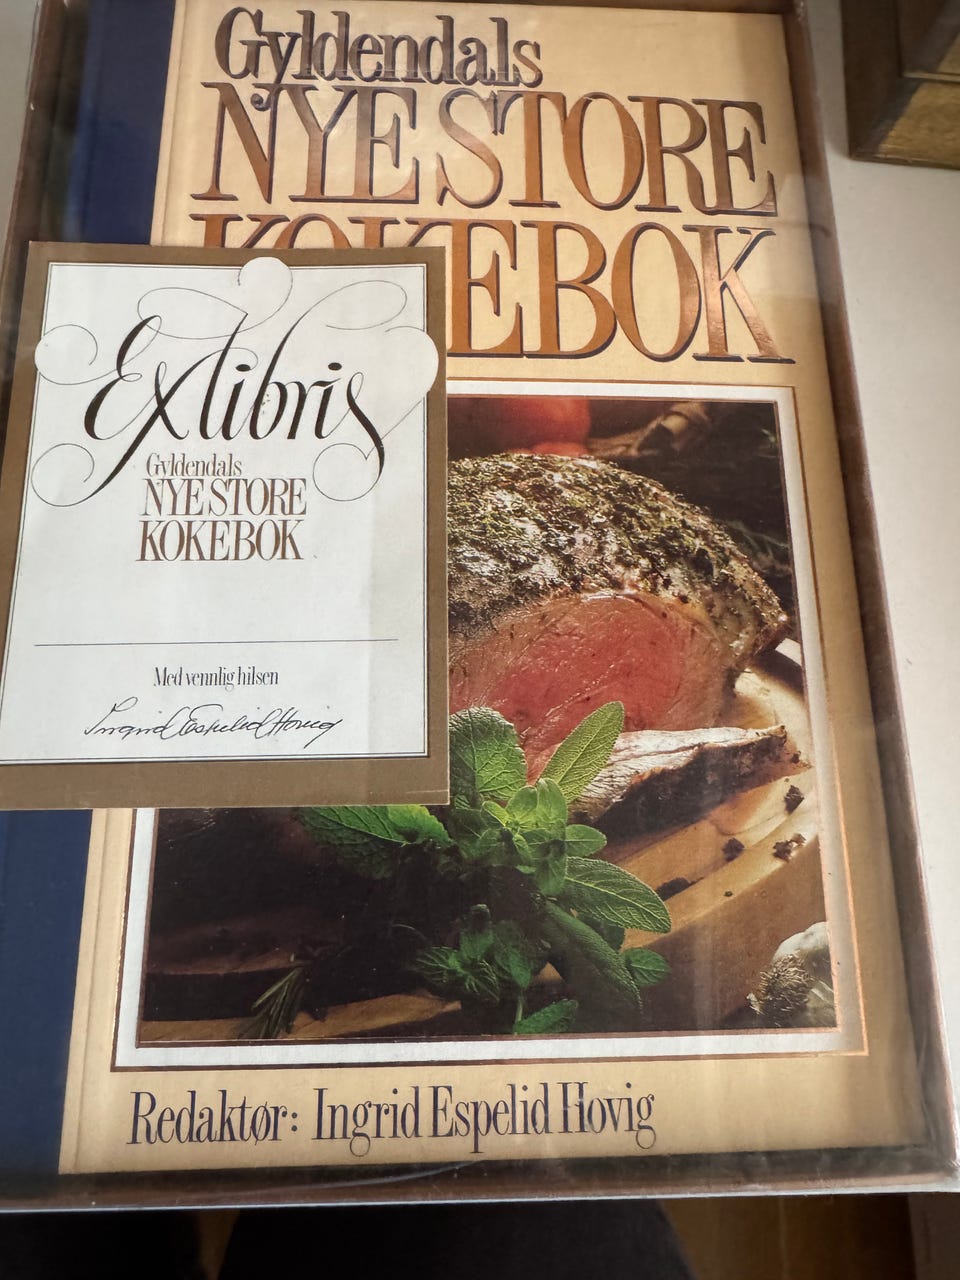 Gyldendals
NYE STORE
KOKEBOK
Ex libris
Gyldendals
NYE STORE
KOKEBOK
Med vennlig hilsen
Ingrid Espelid Hovig
Redaktør: Ingrid Espelid Hovig